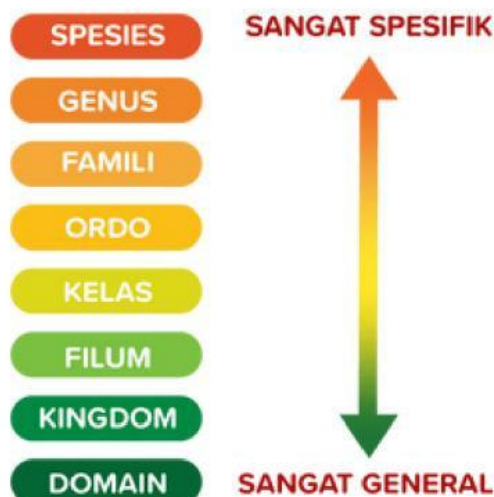 SPESIES
SANGAT SPESIFIK
GENUS
FAMILI
ORDO
KELAS
FILUM
KINGDOM
DOMAIN
SANGAT GENERAL